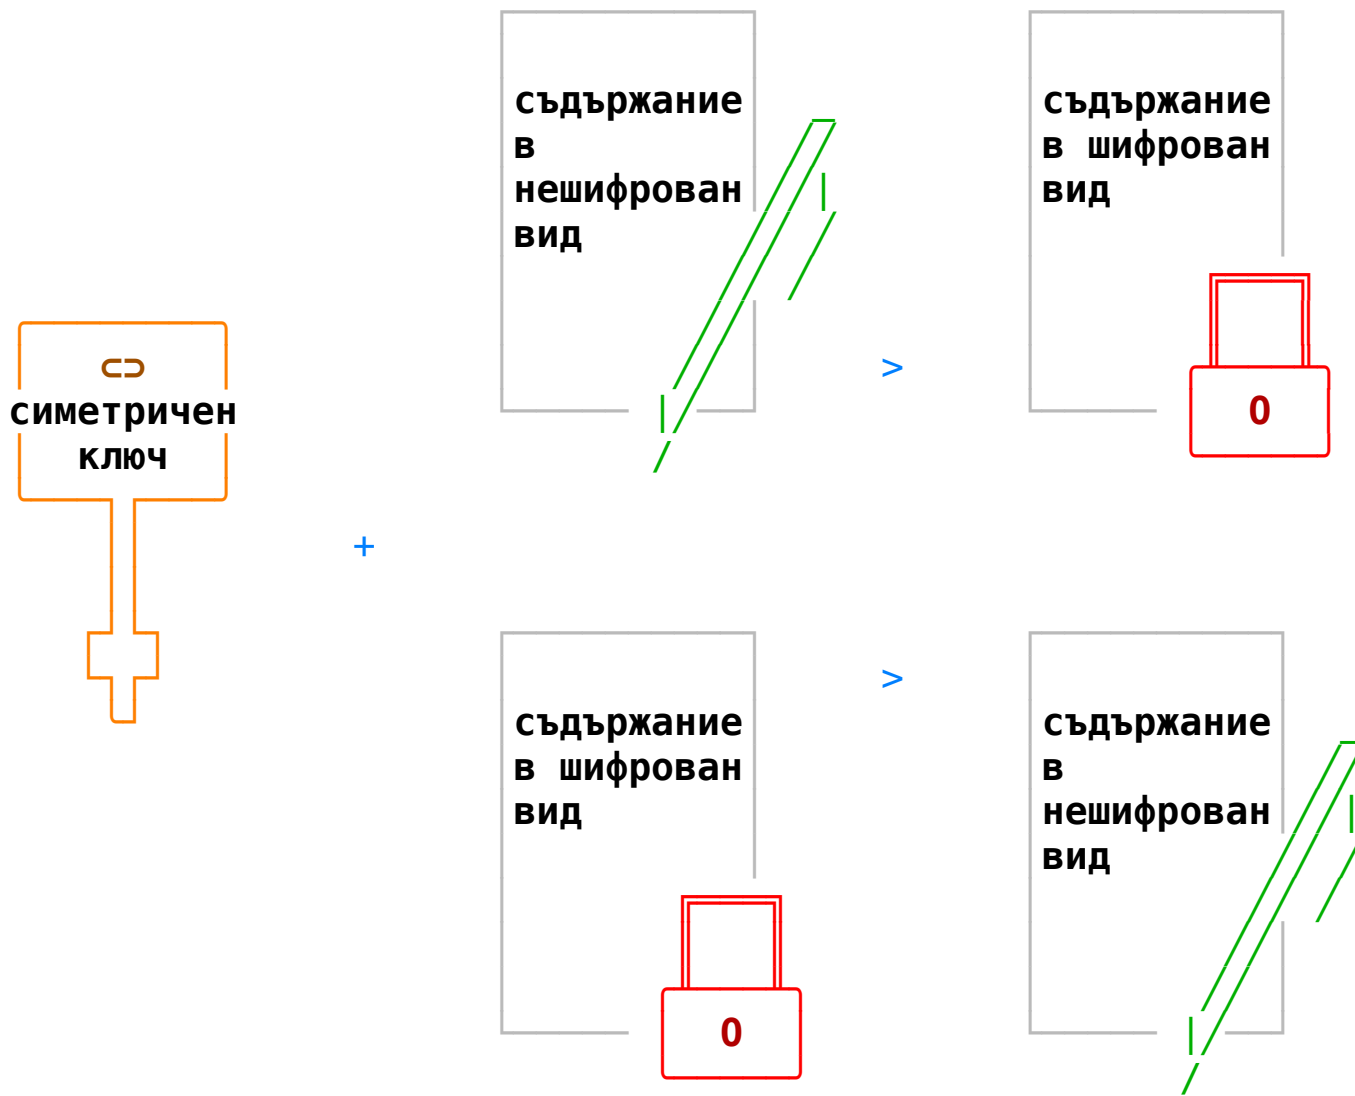 съдържание
в
нешифрован
вид
съдържание
в шифрован
вид
>
0
симетричен
ключ
+
съдържание
в шифрован
вид
0
>
съдържание
в
нешифрован
вид